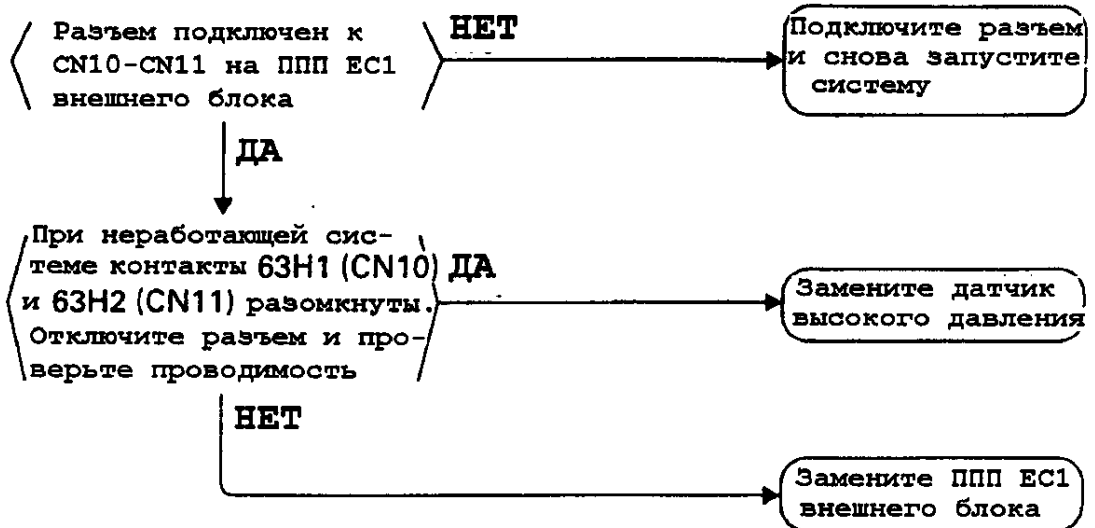 Разъем подключен к
CN10-CN11 на ППП EC1
внешнего блока
НЕТ
Подключите разъем
и снова запустите
систему
ДА
При неработающей сис-
теме контакты 63H1 (CN10)
и 63H2 (CN11) разомкнуты.
Отключите разъем и про-
верьте проводимость
ДА
Замените датчик
высокого давления
НЕТ
Замените ППП EC1
внешнего блока